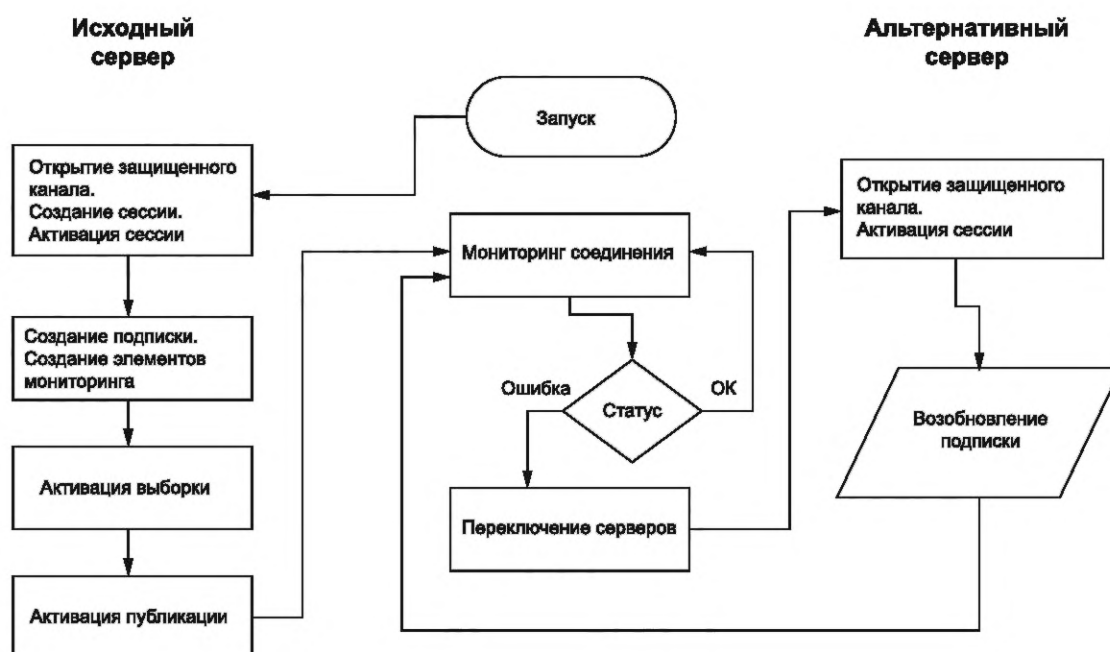 Исходный
сервер
Альтернативный
сервер
Запуск
Открытие защищенного
канала.
Создание сессии.
Активация сессии
Открытие защищенного
канала.
Активация сессии
Мониторинг соединения
Создание подписки.
Создание элементов
мониторинга
Ошибка
ОК
Статус
Возобновление
подписки
Активация выборки
Переключение серверов
Активация публикации